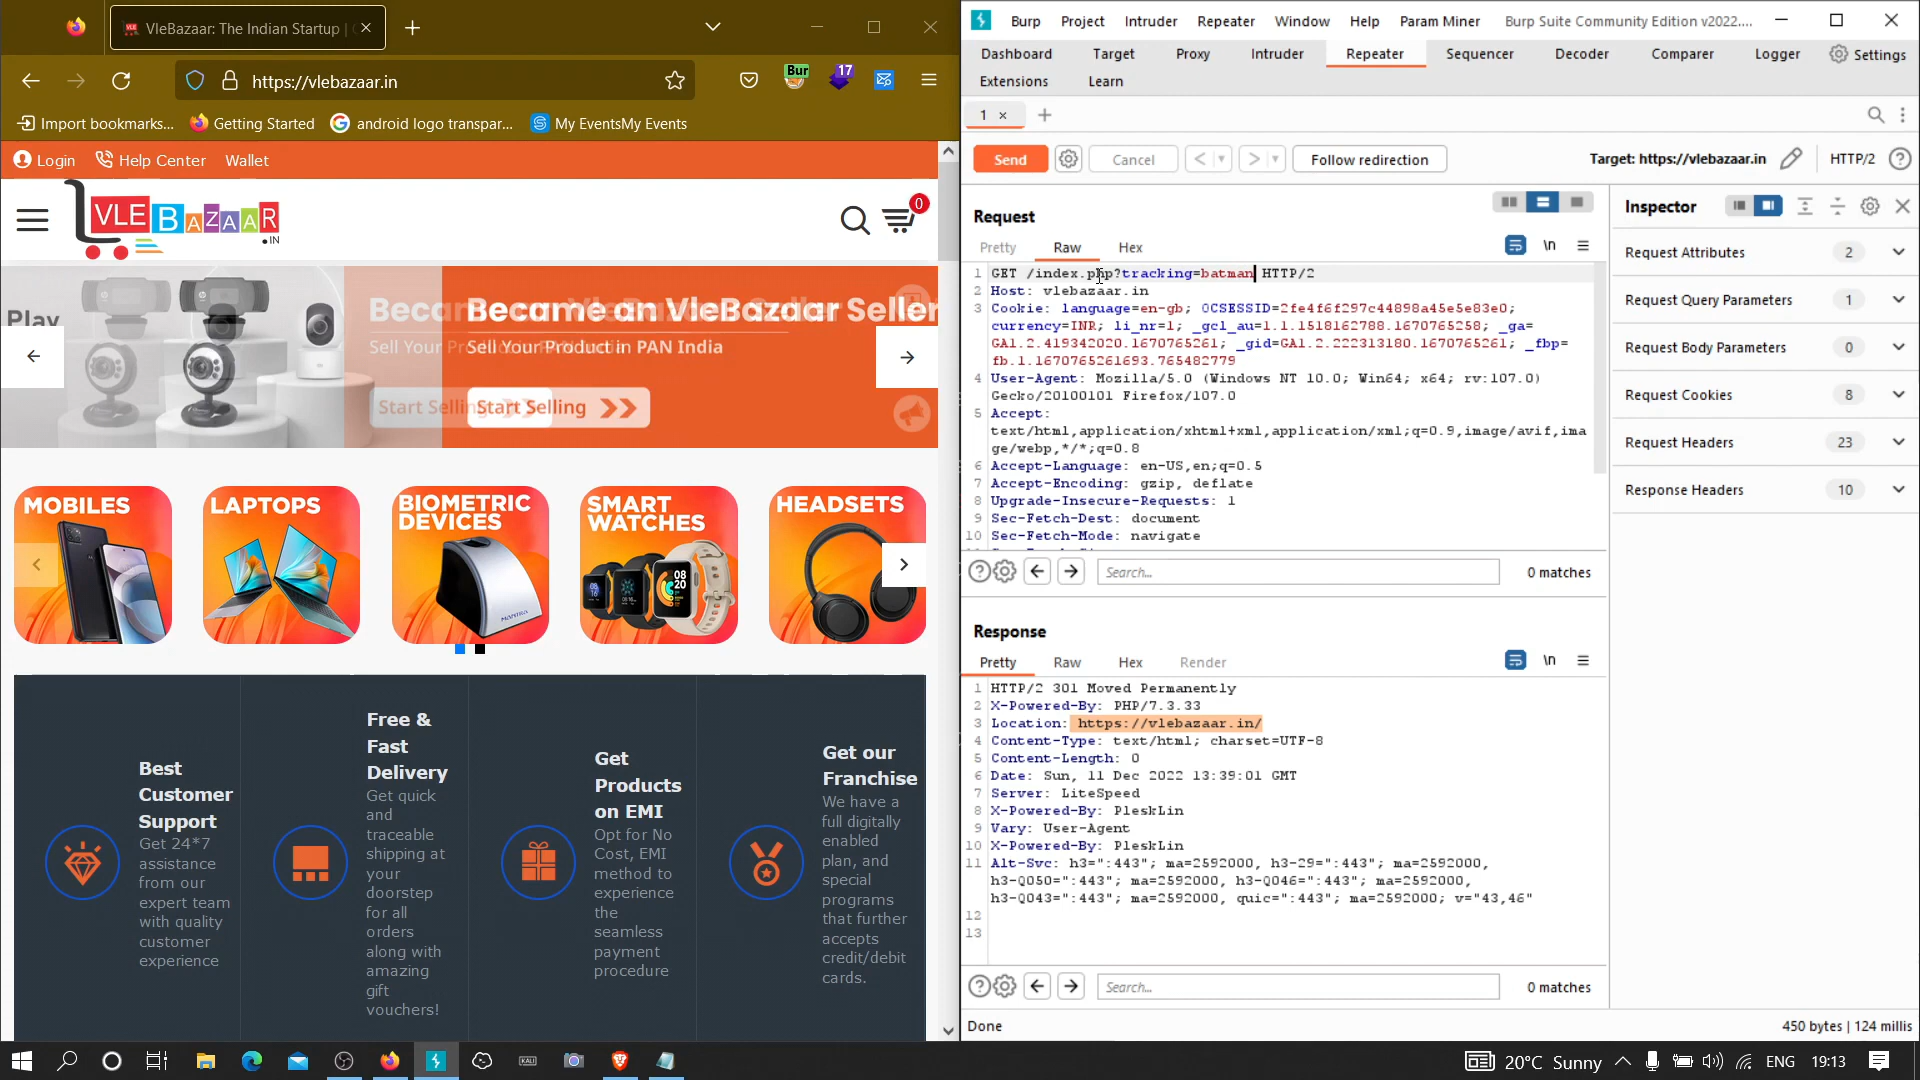 VleBazaar: The Indian Startup |
https://vlebazaar.in
Bur
17
Import bookmarks...
Getting Started
android logo transpar...
My EventsMy Events
Login
Help Center
Wallet
VLE BAZAAR
.IN
0
Play
Became an VleBazaar Seller
Sell Your Product in PAN India
Start Selling
MOBILES
LAPTOPS
BIOMETRIC
DEVICES
SMART
WATCHES
HEADSETS
Best
Customer
Support
Get 24*7
assistance
from our
expert team
with quality
customer
experience
Free &
Fast
Delivery
Get quick
and
traceable
shipping at
your
doorstep
for all
orders
along with
amazing
gift
vouchers!
Get
Products
on EMI
Opt for No
Cost, EMI
method to
experience
the
seamless
payment
procedure
Get our
Franchise
We have a
full digitally
enabled
plan, and
special
programs
that further
accepts
credit/debit
cards.
Burp Project Intruder Repeater Window Help Param Miner Burp Suite Community Edition v2022....
Dashboard Target Proxy Intruder Repeater Sequencer Decoder Comparer Logger Settings
Extensions Learn
1 ×
Send Cancel Follow redirection Target: https://vlebazaar.in HTTP/2
Request
Pretty Raw Hex \n
1 GET /index.php?tracking=batman HTTP/2
2 Host: vlebazaar.in
3 Cookie: language=en-gb; OCSESSID=2fe4f6f297c44898a45e5e83e0;
currency=INR; li_nr=1; _gcl_au=1.1.1518162788.1670765258; _ga=
GA1.2.419342020.1670765261; _gid=GA1.2.222313180.1670765261; _fbp=
fb.1.1670765261693.765482779
4 User-Agent: Mozilla/5.0 (Windows NT 10.0; Win64; x64; rv:107.0)
Gecko/20100101 Firefox/107.0
5 Accept:
text/html,application/xhtml+xml,application/xml;q=0.9,image/avif,ima
ge/webp,*/*;q=0.8
6 Accept-Language: en-US,en;q=0.5
7 Accept-Encoding: gzip, deflate
8 Upgrade-Insecure-Requests: 1
9 Sec-Fetch-Dest: document
10 Sec-Fetch-Mode: navigate
Search...
0 matches
Response
Pretty Raw Hex Render \n
1 HTTP/2 301 Moved Permanently
2 X-Powered-By: PHP/7.3.33
3 Location: https://vlebazaar.in/
4 Content-Type: text/html; charset=UTF-8
5 Content-Length: 0
6 Date: Sun, 11 Dec 2022 13:39:01 GMT
7 Server: LiteSpeed
8 X-Powered-By: PleskLin
9 Vary: User-Agent
10 X-Powered-By: PleskLin
11 Alt-Svc: h3=":443"; ma=2592000, h3-29=":443"; ma=2592000,
h3-Q050=":443"; ma=2592000, h3-Q046=":443"; ma=2592000,
h3-Q043=":443"; ma=2592000, quic=":443"; ma=2592000; v="43,46"
12
13
Search...
0 matches
Done
450 bytes | 124 millis
Inspector
Request Attributes 2
Request Query Parameters 1
Request Body Parameters 0
Request Cookies 8
Request Headers 23
Response Headers 10
KALI
20°C Sunny
ENG
19:13